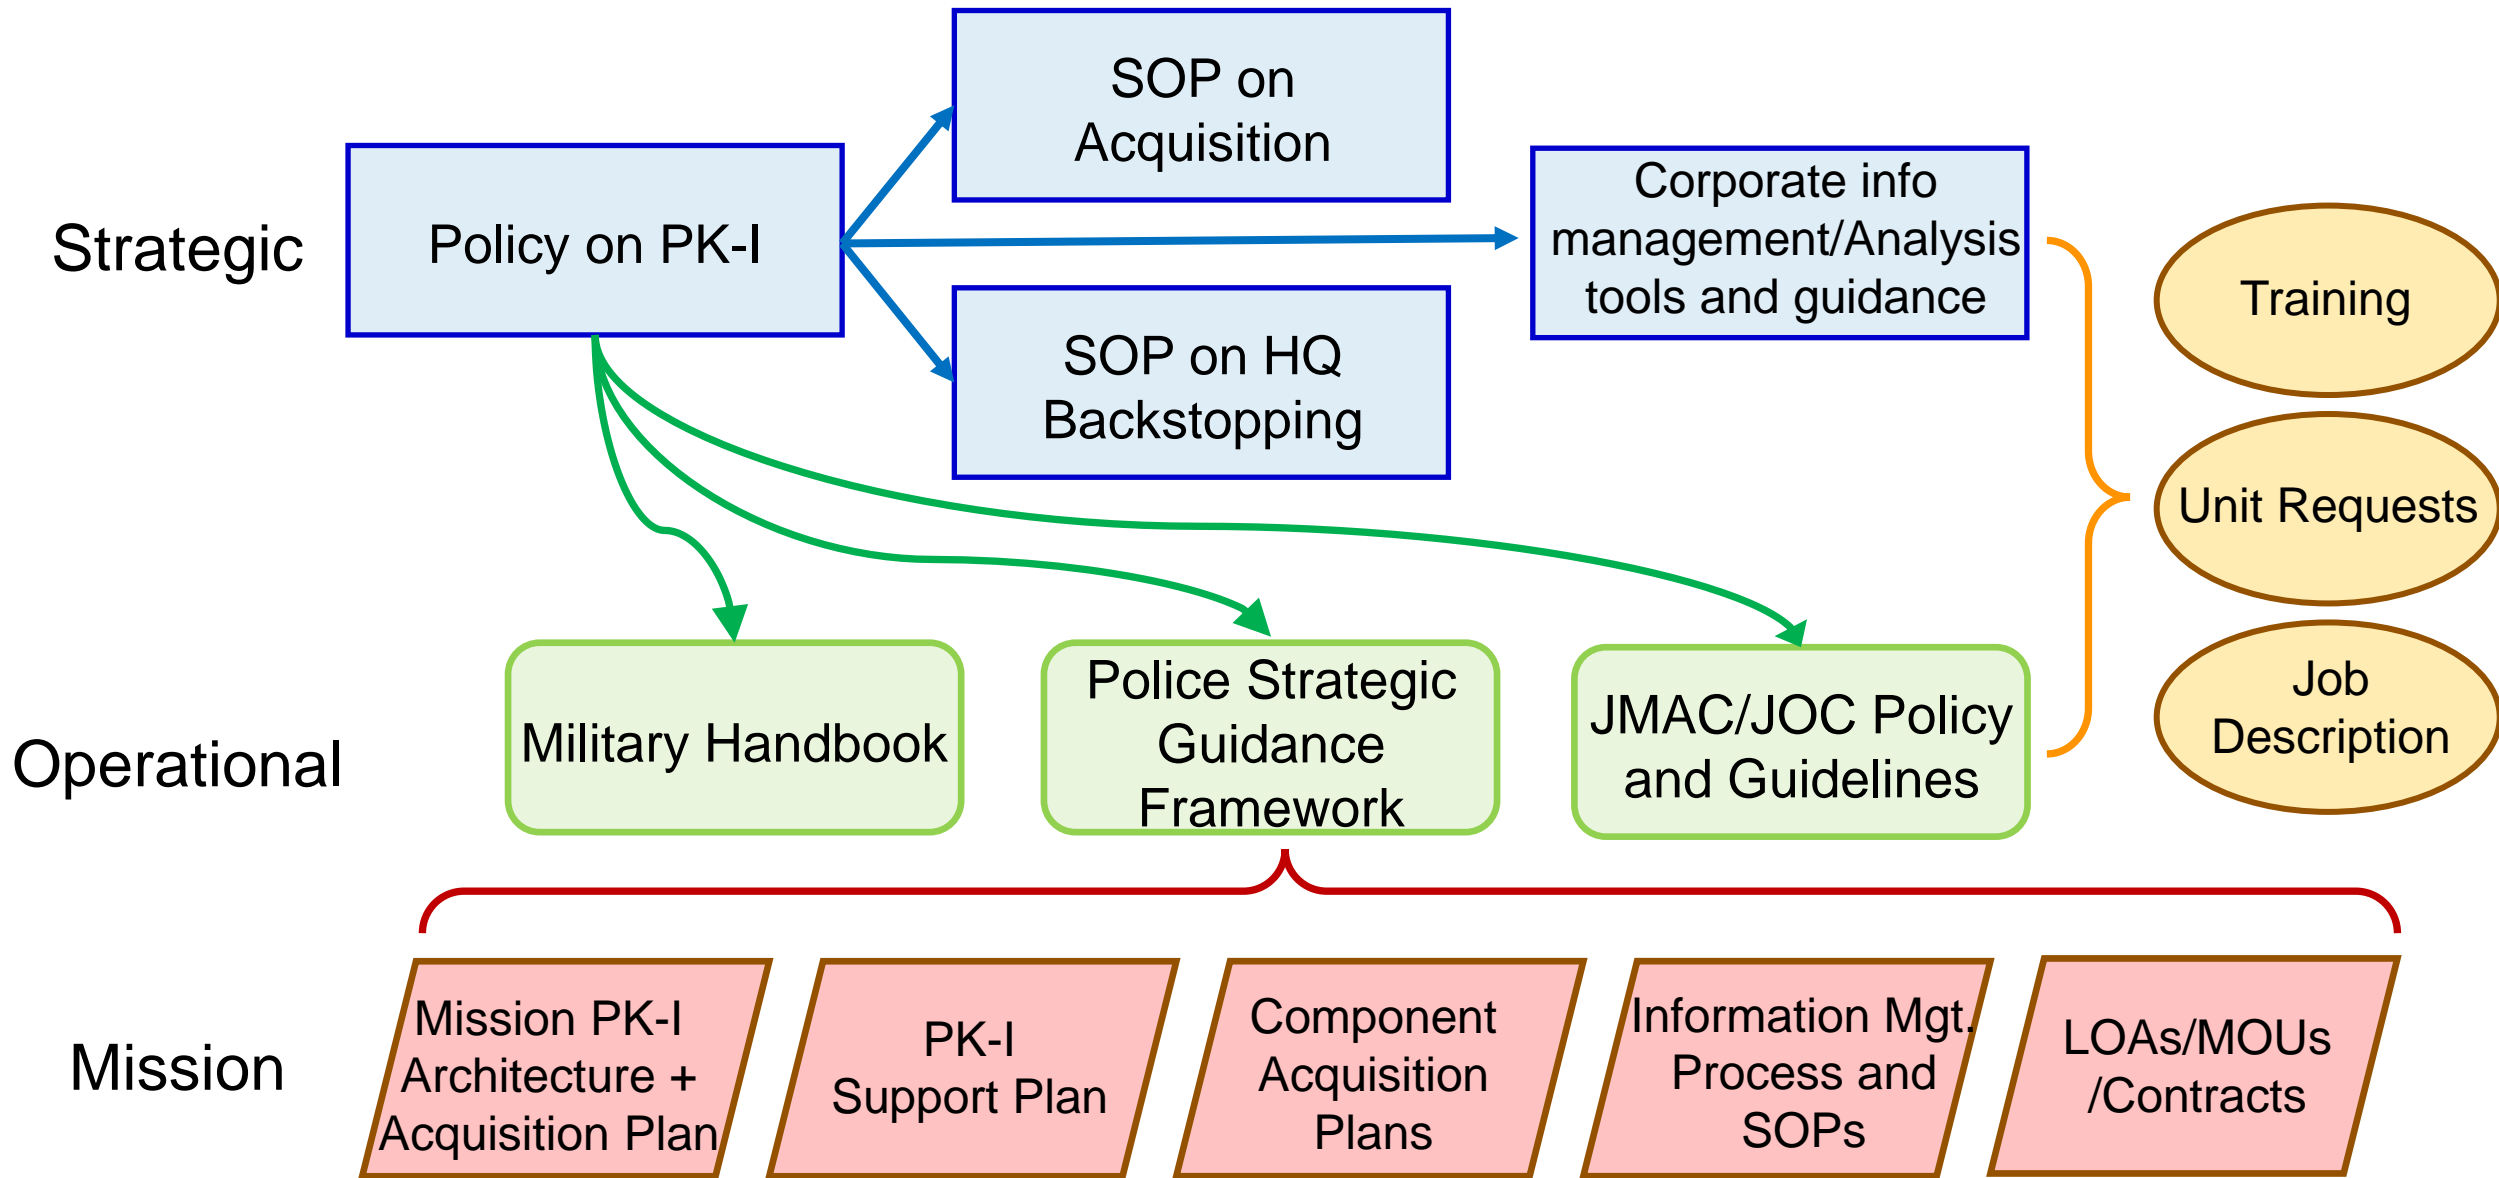 SOP on
Acquisition
Strategic
Policy on PK-I
Corporate info
management/Analysis
tools and guidance
SOP on HQ
Backstopping
Training
Unit Requests
Job
Description
Operational
Military Handbook
Police Strategic
Guidance
Framework
JMAC/JOC Policy
and Guidelines
Mission
Mission PK-I
Architecture +
Acquisition Plan
PK-I
Support Plan
Component
Acquisition
Plans
Information Mgt.
Process and
SOPs
LOAs/MOUs
/Contracts